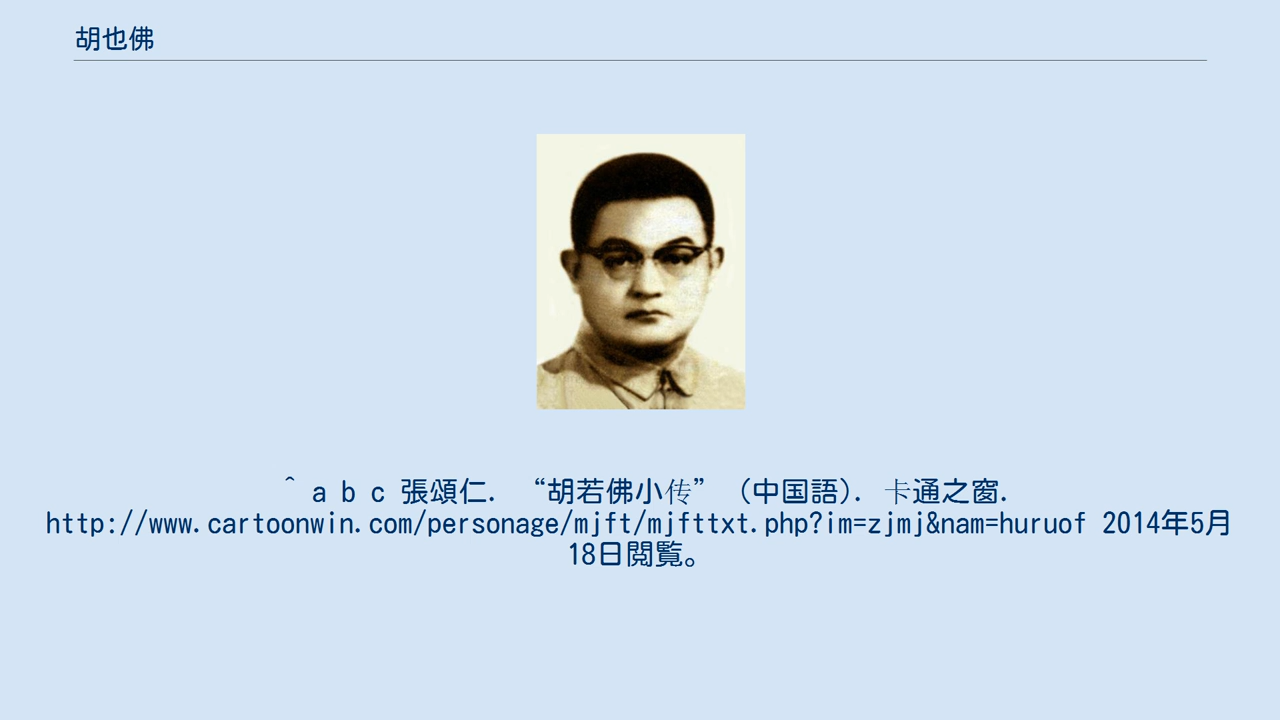 胡也佛
^ a b c 張頌仁. “胡若佛小传” (中国語). 卡通之窗.
http://www.cartoonwin.com/personage/mjft/mjfttxt.php?im=zjmj&nam=huruof 2014年5月
18日閲覧。